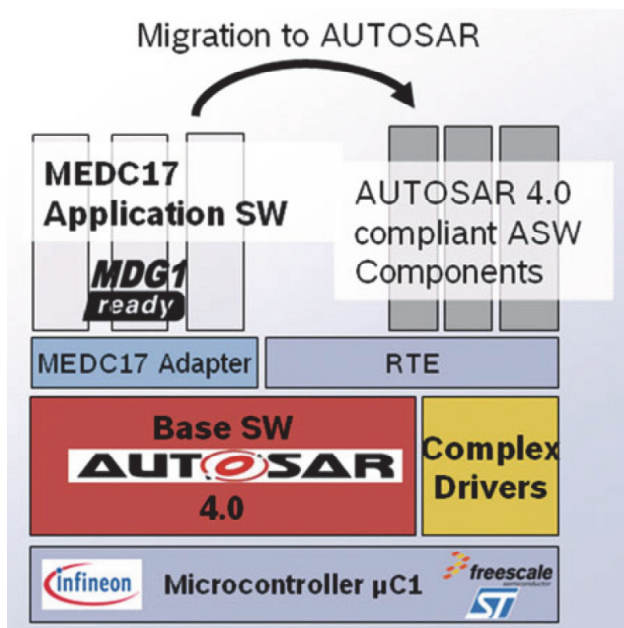 Migration to AUTOSAR
MEDC17
Application SW
MDG1
ready
AUTOSAR 4.0
compliant ASW
Components
MEDC17 Adapter
RTE
Base SW
AUTOSAR
4.0
Complex
Drivers
infineon
Microcontroller µC1
freescale
semiconductor
ST